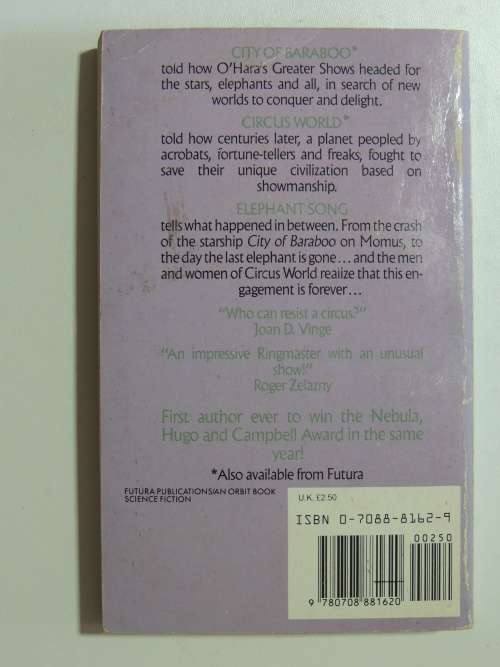 CITY OF BARABOO*
told how O'Hara's Greater Shows headed for
the stars, elephants and all, in search of new
worlds to conquer and delight.
CIRCUS WORLD*
told how centuries later, a planet peopled by
acrobats, fortune-tellers and freaks, fought to
save their unique civilization based on
showmanship.
ELEPHANT SONG
tells what happened in between. From the crash
of the starship City of Baraboo on Momus, to
the day the last elephant is gone... and the men
and women of Circus World realize that this en-
gagement is forever...
"Who can resist a circus?"
Joan D. Vinge
"An impressive Ringmaster with an unusual
show!"
Roger Zelazny
First author ever to win the Nebula,
Hugo and Campbell Award in the same
year!
*Also available from Futura
FUTURA PUBLICATIONS/AN ORBIT BOOK
SCIENCE FICTION
U.K. £2.50
ISBN 0-7088-8162-9
00250
9 780708 881620